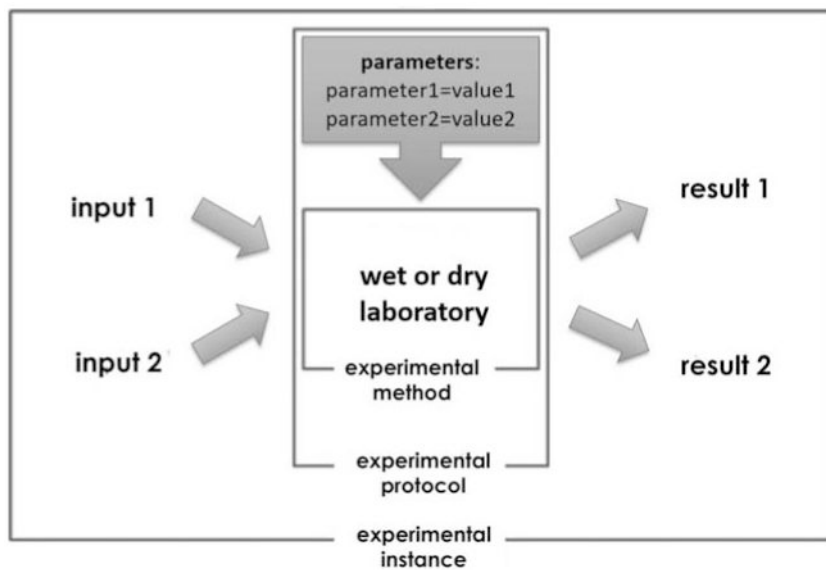 parameters:
parameter1=value1
parameter2=value2
input 1
result 1
wet or dry
laboratory
input 2
result 2
experimental
method
experimental
protocol
experimental
instance